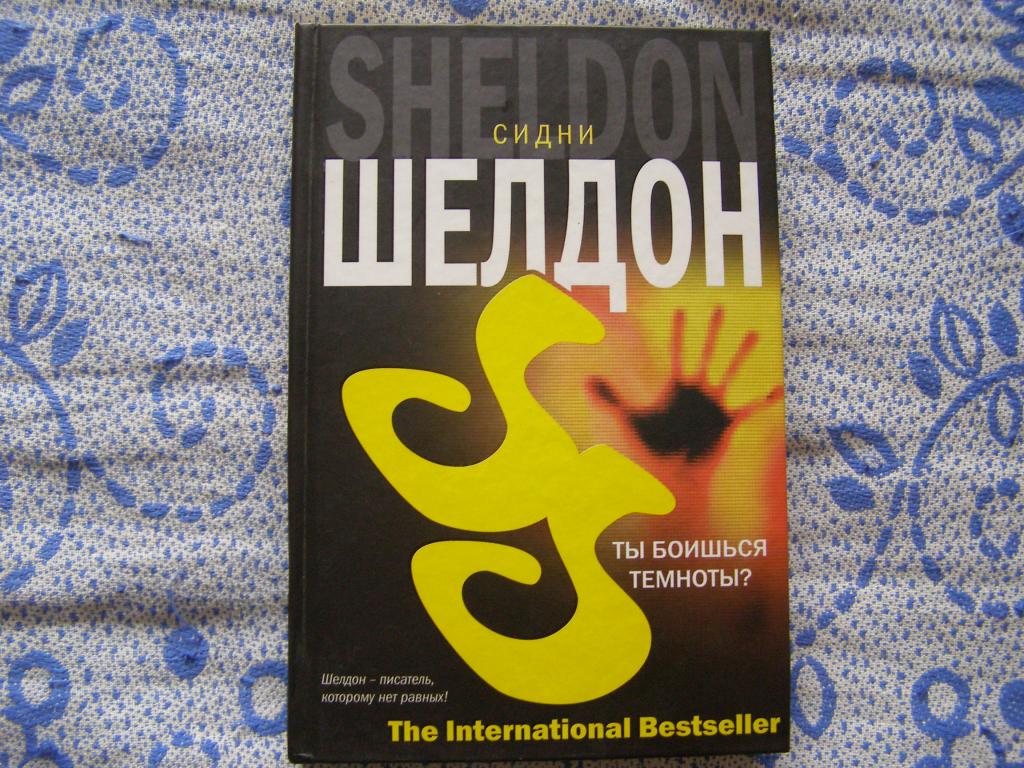 SHELDON
СИДНИ
ШЕЛДОН
ТЫ БОИШЬСЯ
ТЕМНОТЫ?
Шелдон – писатель,
которому нет равных!
The International Bestseller